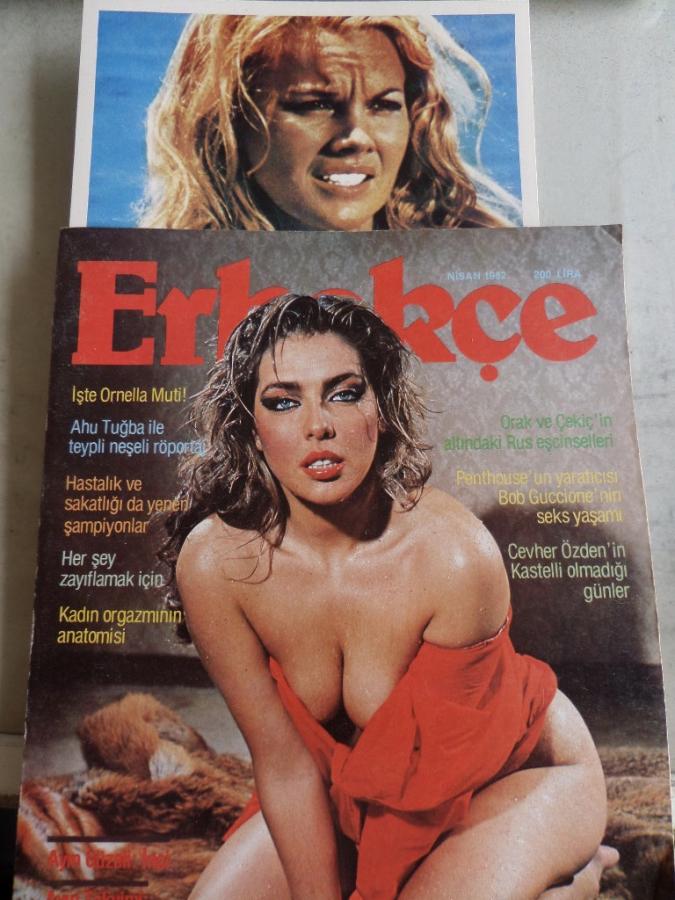 NİSAN 1982 200 LİRA
Erkekçe
İşte Ornella Muti!
Ahu Tuğba ile
teypli neşeli röportaj
Hastalık ve
sakatlığı da yenen
şampiyonlar
Her şey
zayıflamak için
Kadın orgazmının
anatomisi
Orak ve Çekiç'in
altındaki Rus eşcinselleri
Penthouse'un yaratıcısı
Bob Guccione'nin
seks yaşamı
Cevher Özden'in
Kastelli olmadığı
günler
Ayın Güzeli